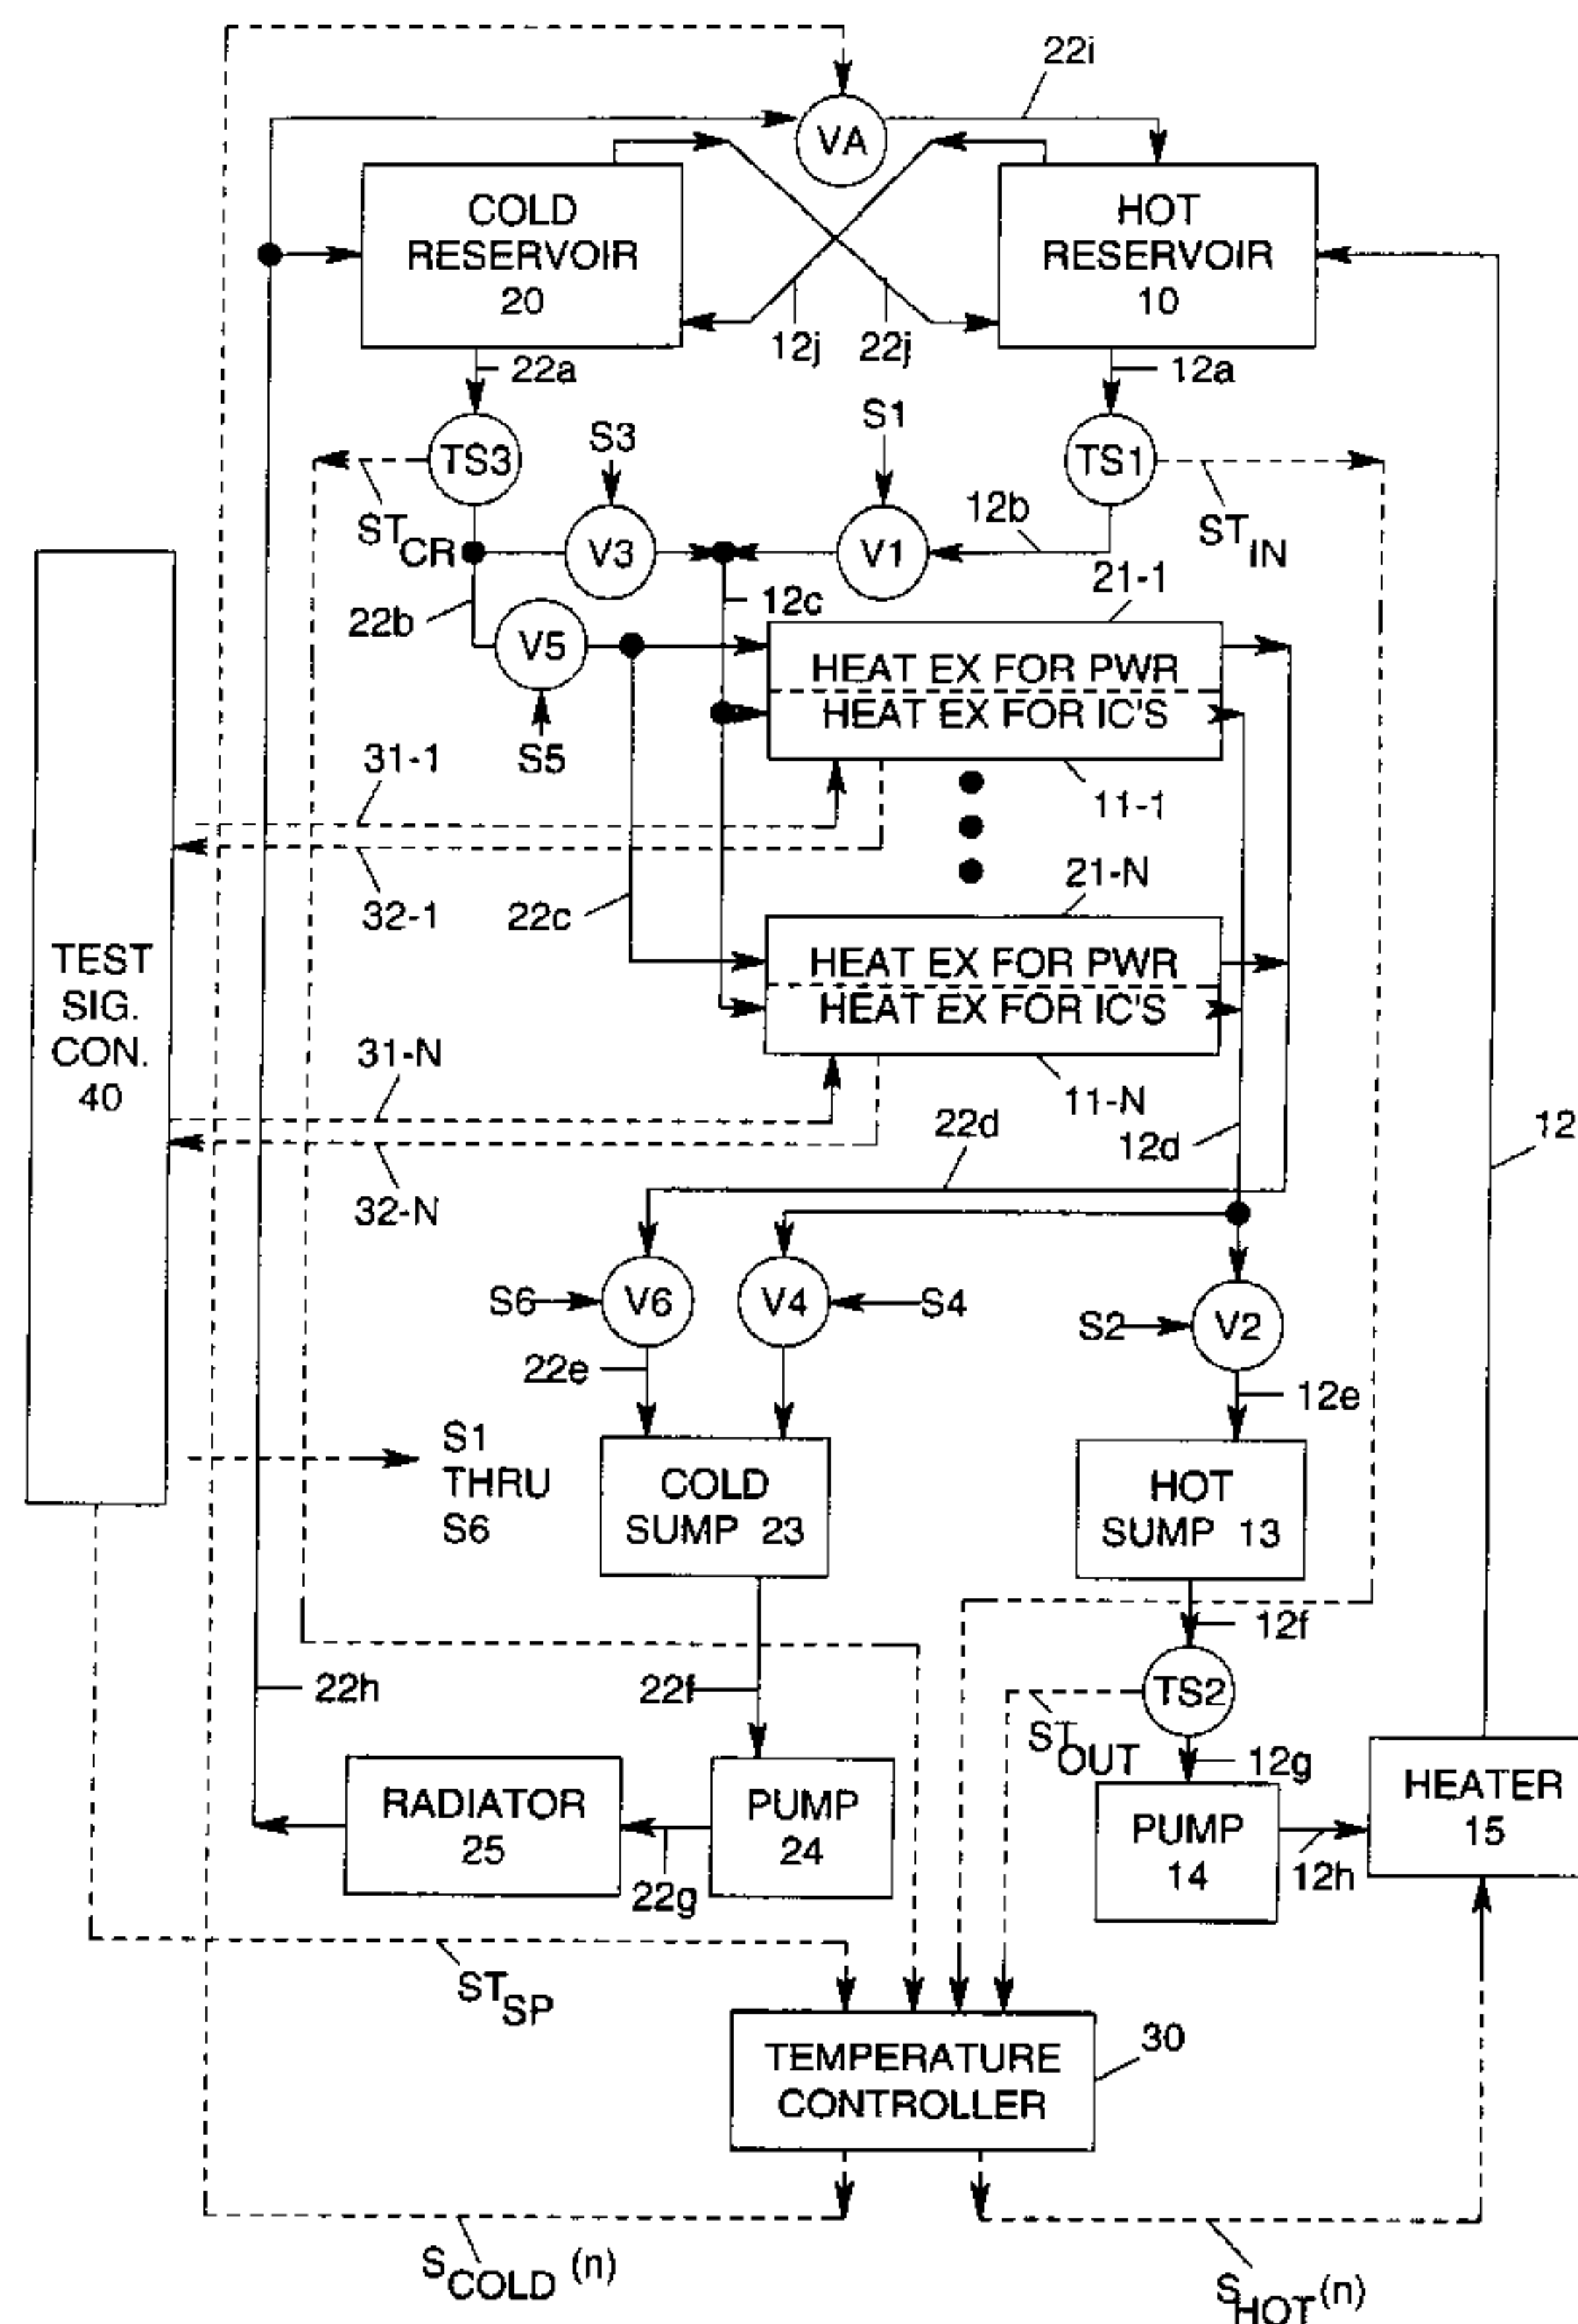 22i
VA
COLD
RESERVOIR
20
HOT
RESERVOIR
10
12j
22j
22a
12a
S3
S1
TS3
TS1
ST CR
12b
ST IN
V3
V1
21-1
22b
12c
V5
HEAT EX FOR PWR
HEAT EX FOR IC'S
S5
31-1
11-1
32-1
22c
21-N
TEST
SIG.
CON.
40
HEAT EX FOR PWR
HEAT EX FOR IC'S
31-N
11-N
22d
12d
12
32-N
S6
V6
V4
S4
S2
V2
22e
12e
S1
THRU
S6
COLD
SUMP 23
HOT
SUMP 13
12f
22h
22f
TS2
ST OUT
12g
RADIATOR
25
PUMP
24
PUMP
14
HEATER
15
22g
12h
ST SP
TEMPERATURE
CONTROLLER
30
S COLD (n)
S HOT (n)